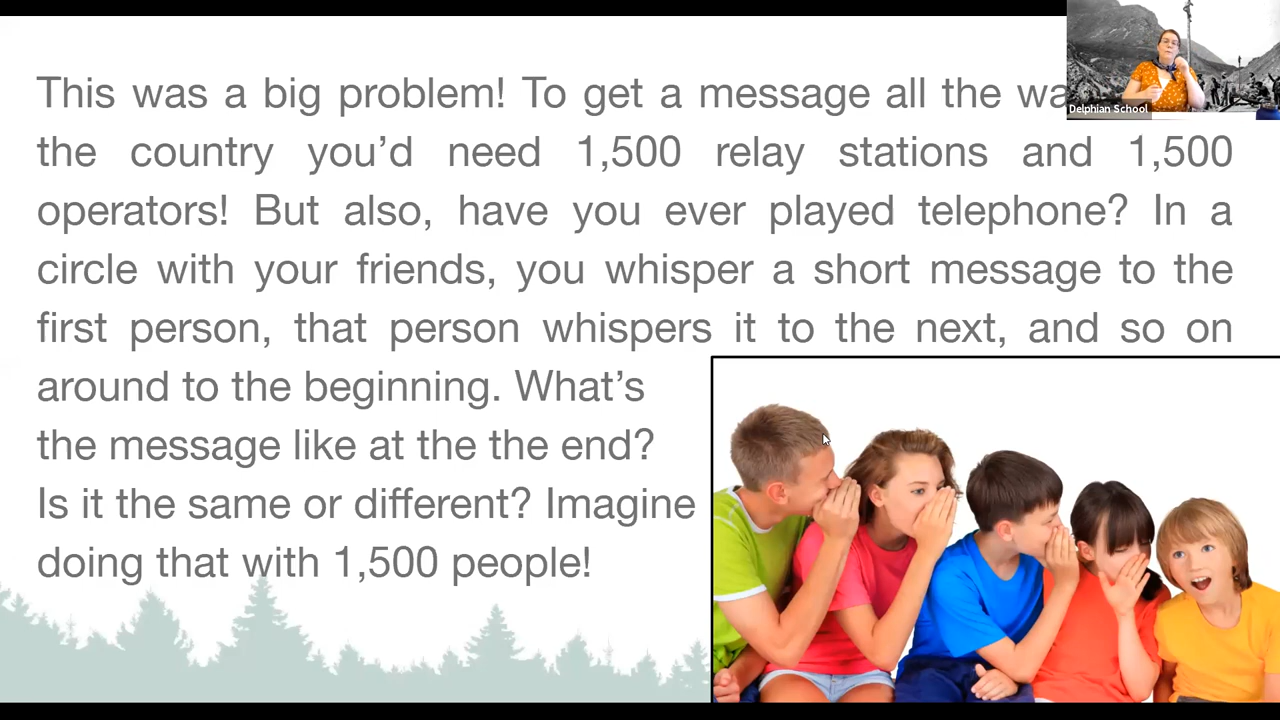 This was a big problem! To get a message all the
the country you'd need 1,500 relay stations and 1,500
operators! But also, have you ever played telephone? In a
circle with your friends, you whisper a short message to the
first person, that person whispers it to the next, and so on
around to the beginning. What's
the message like at the the end?
Is it the same or different? Imagine
doing that with 1,500 people!
Delphian School